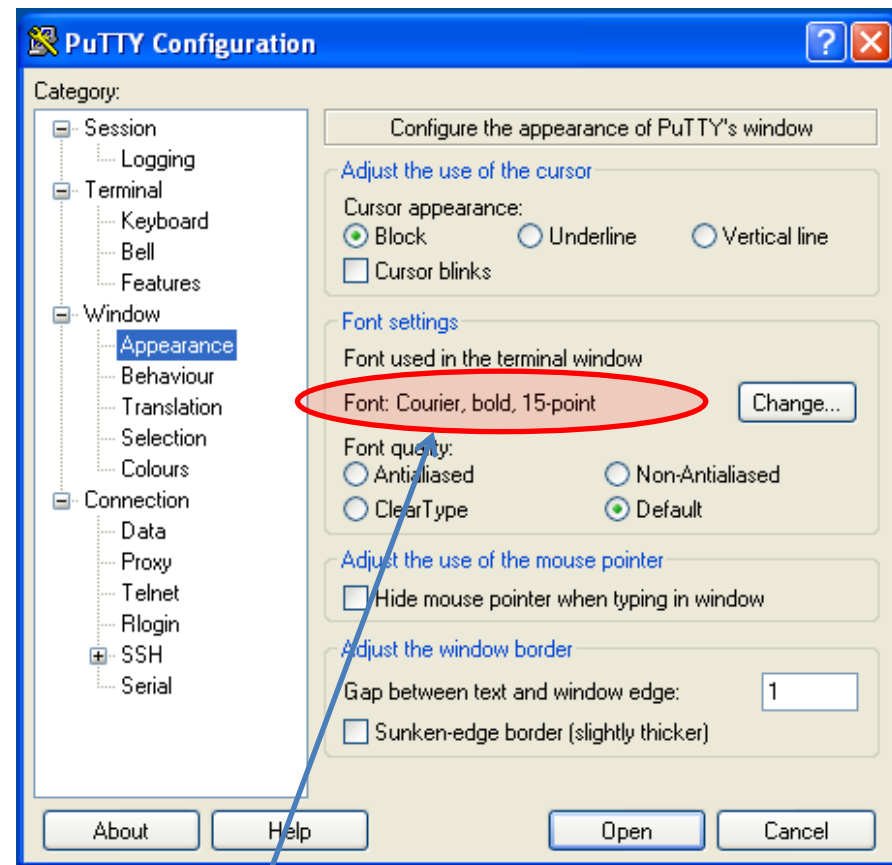 PuTTY Configuration
Category:
Session
Logging
Terminal
Keyboard
Bell
Features
Window
Appearance
Behaviour
Translation
Selection
Colours
Connection
Data
Proxy
Telnet
Rlogin
SSH
Serial
Configure the appearance of PuTTY's window
Adjust the use of the cursor
Cursor appearance:
Block Underline Vertical line
Cursor blinks
Font settings
Font used in the terminal window
Font: Courier, bold, 15-point Change...
Font quality:
Antialiased Non-Antialiased
ClearType Default
Adjust the use of the mouse pointer
Hide mouse pointer when typing in window
Adjust the window border
Gap between text and window edge: 1
Sunken-edge border (slightly thicker)
About Help Open Cancel